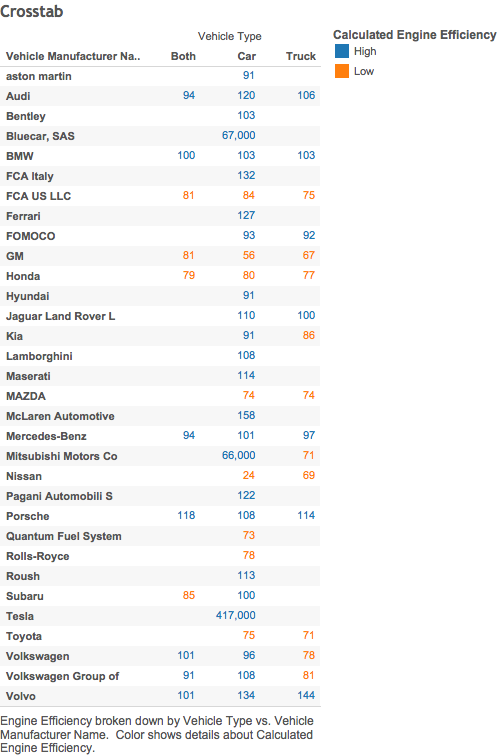 Crosstab
Vehicle Type
Calculated Engine Efficiency
Vehicle Manufacturer Na.. Both Car Truck
High
Low
aston martin 91
Audi 94 120 106
Bentley 103
Bluecar, SAS 67,000
BMW 100 103 103
FCA Italy 132
FCA US LLC 81 84 75
Ferrari 127
FOMOCO 93 92
GM 81 56 67
Honda 79 80 77
Hyundai 91
Jaguar Land Rover L 110 100
Kia 91 86
Lamborghini 108
Maserati 114
MAZDA 74 74
McLaren Automotive 158
Mercedes-Benz 94 101 97
Mitsubishi Motors Co 66,000 71
Nissan 24 69
Pagani Automobili S 122
Porsche 118 108 114
Quantum Fuel System 73
Rolls-Royce 78
Roush 113
Subaru 85 100
Tesla 417,000
Toyota 75 71
Volkswagen 101 96 78
Volkswagen Group of 91 108 81
Volvo 101 134 144
Engine Efficiency broken down by Vehicle Type vs. Vehicle
Manufacturer Name.  Color shows details about Calculated
Engine Efficiency.